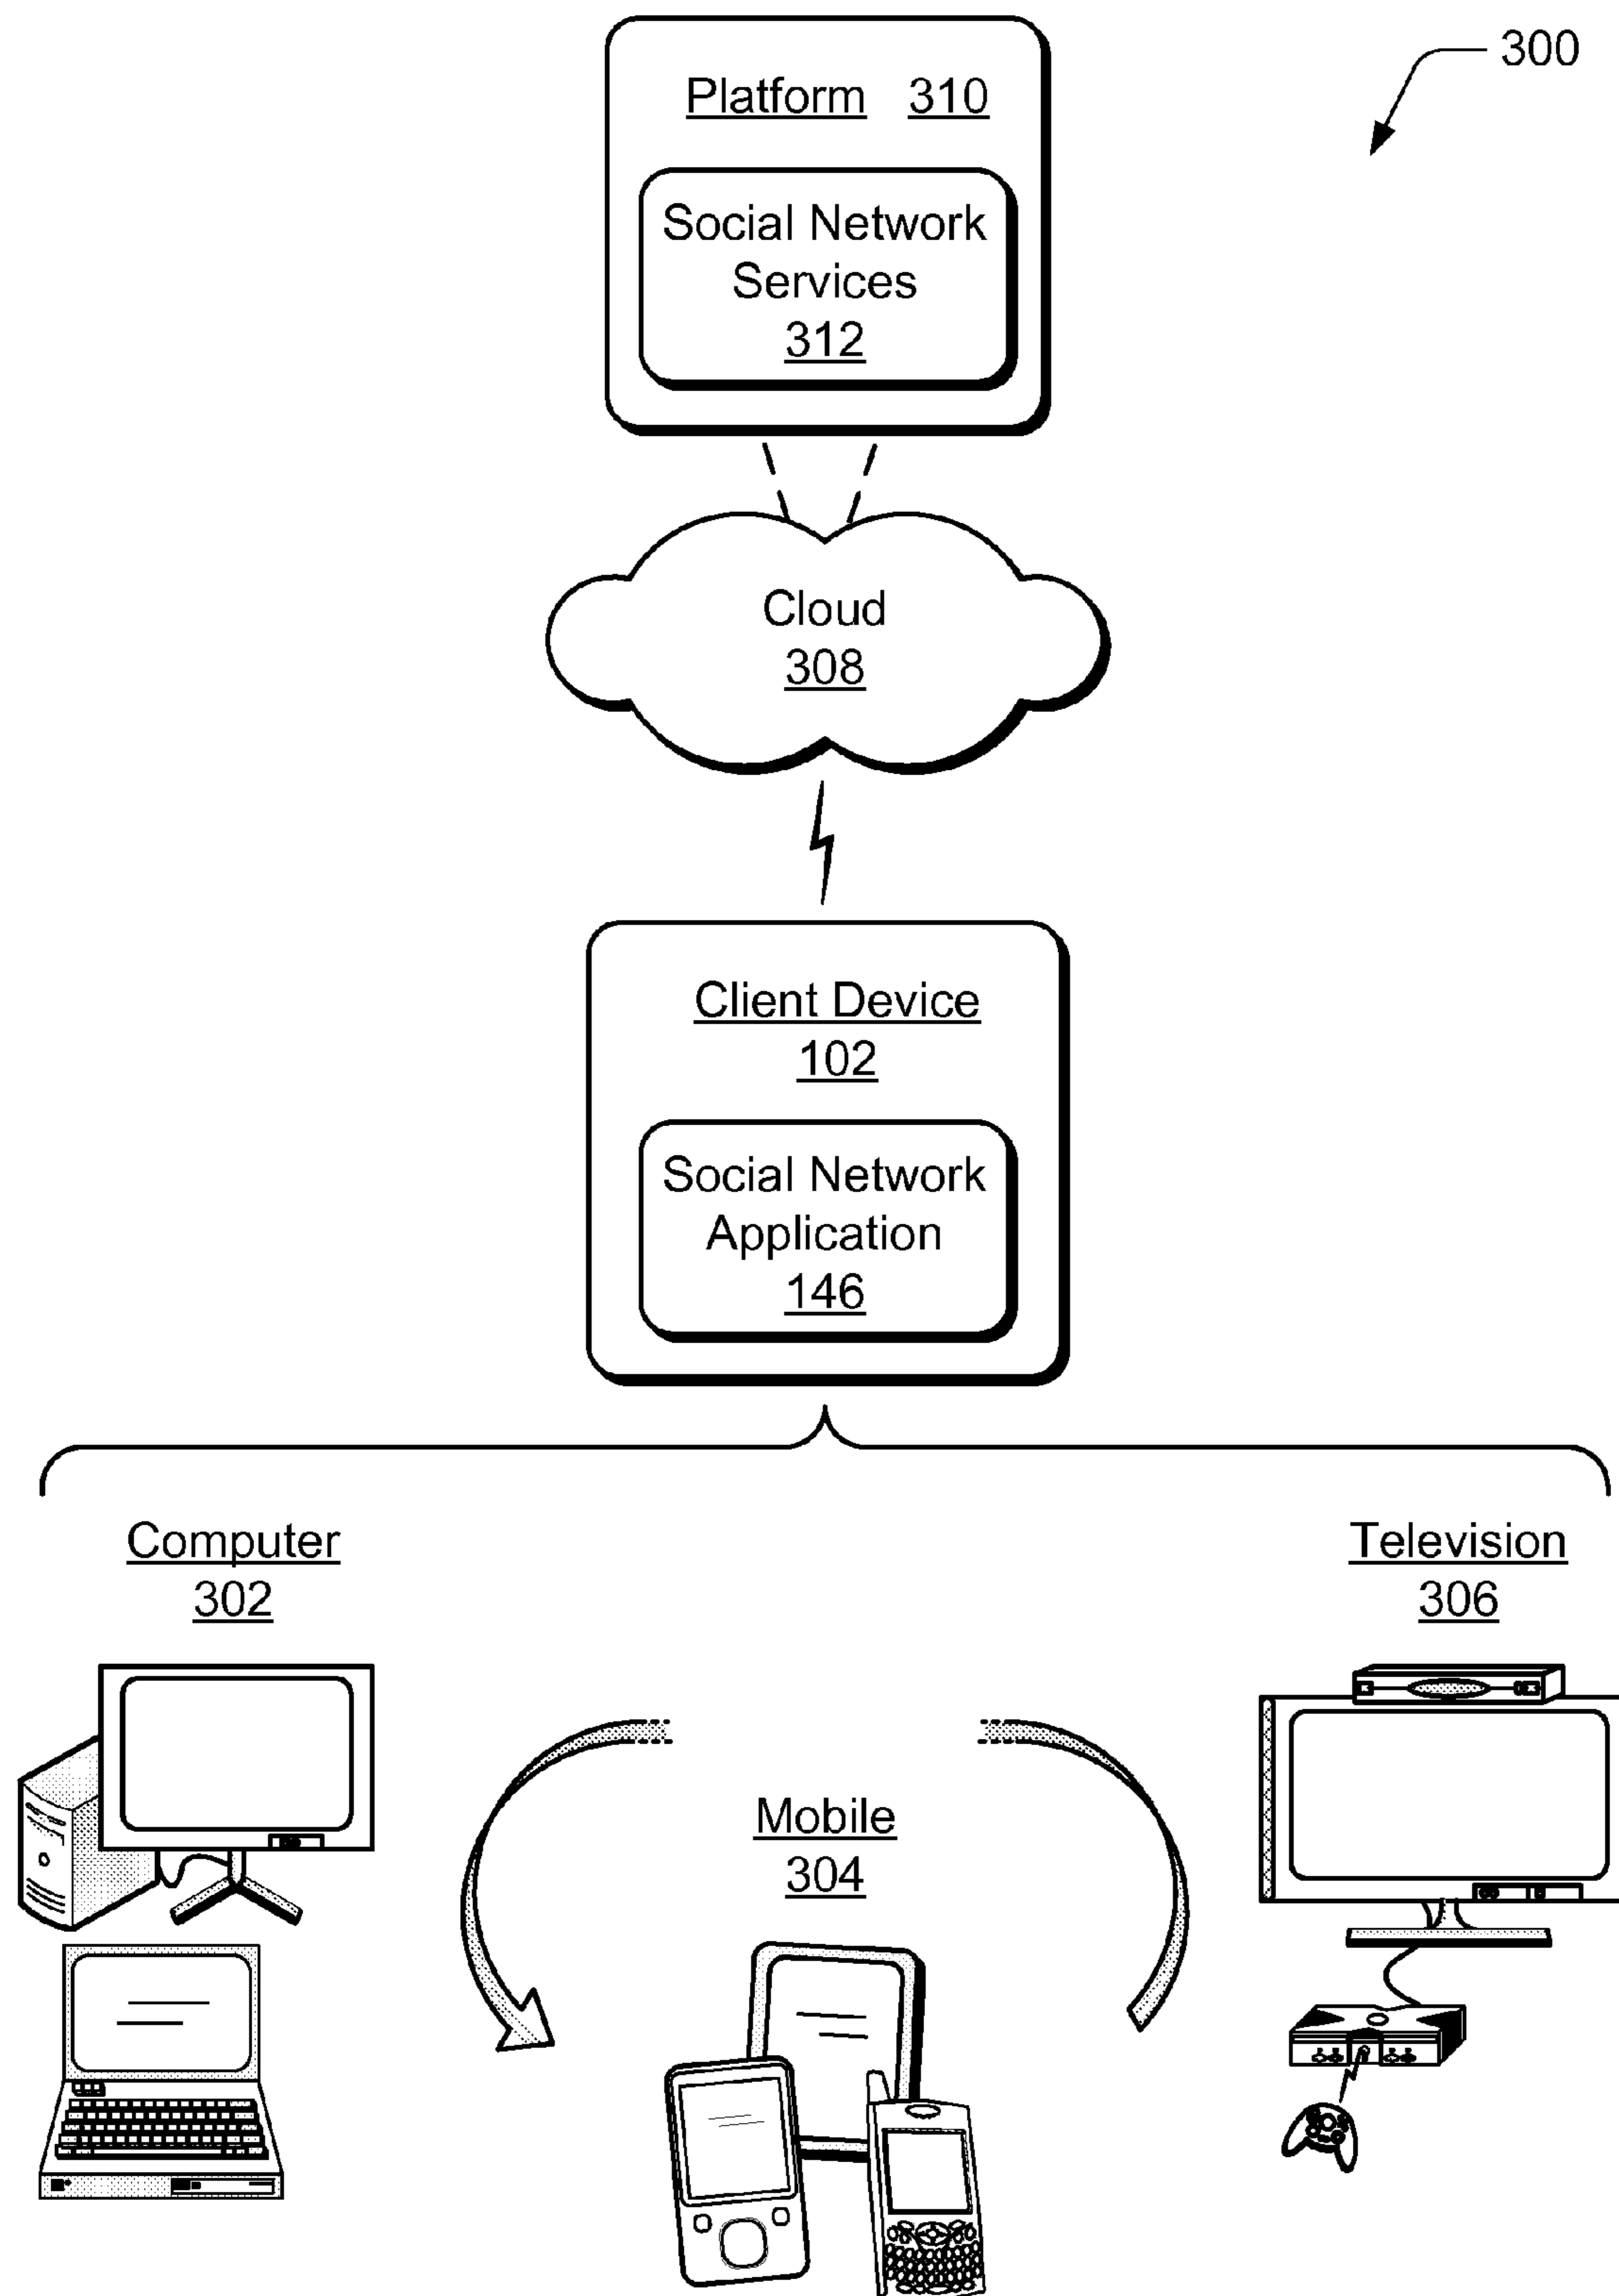 300
Platform 310
Social Network
Services
312
Cloud
308
Client Device
102
Social Network
Application
146
Computer
302
Television
306
Mobile
304